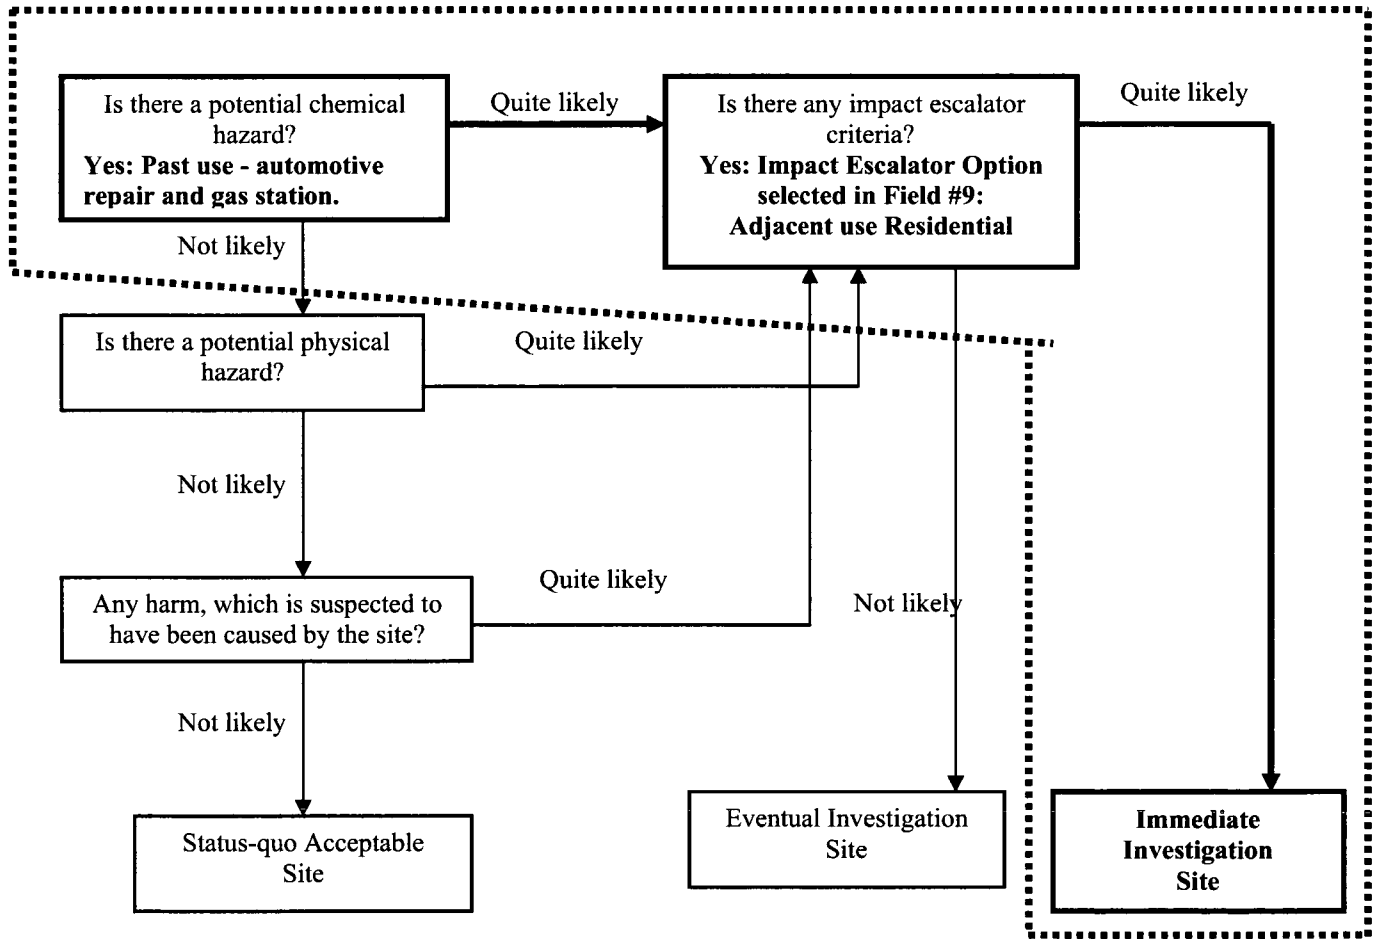 Is there a potential chemical
hazard?
Yes: Past use - automotive
repair and gas station.
Quite likely
Is there any impact escalator
criteria?
Yes: Impact Escalator Option
selected in Field #9:
Adjacent use Residential
Quite likely
Not likely
Is there a potential physical
hazard?
Quite likely
Not likely
Any harm, which is suspected to
have been caused by the site?
Quite likely
Not likely
Not likely
Status-quo Acceptable
Site
Eventual Investigation
Site
Immediate
Investigation
Site